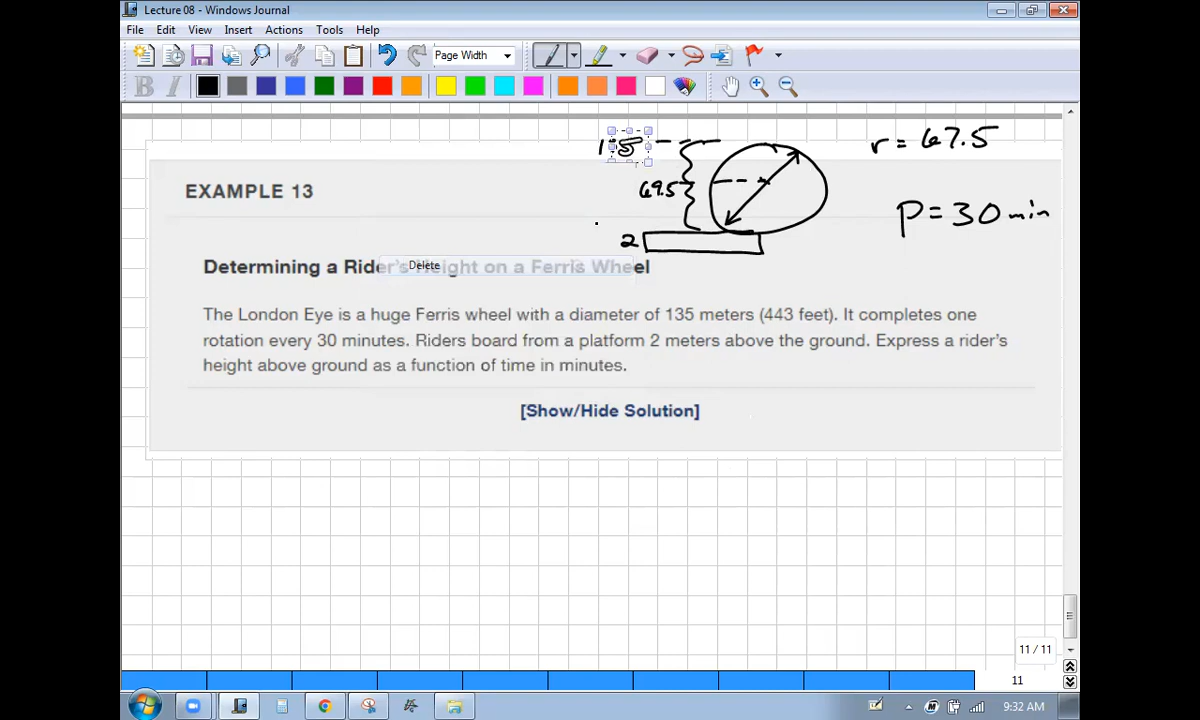 Lecture 08 - Windows Journal
File Edit View Insert Actions Tools Help
Page Width
B I
r = 67.5
69.5
P = 30 min
2
EXAMPLE 13
Delete
Determining a Rider's Height on a Ferris Wheel
The London Eye is a huge Ferris wheel with a diameter of 135 meters (443 feet). It completes one
rotation every 30 minutes. Riders board from a platform 2 meters above the ground. Express a rider's
height above ground as a function of time in minutes.
[Show/Hide Solution]
11 / 11
11
9:32 AM